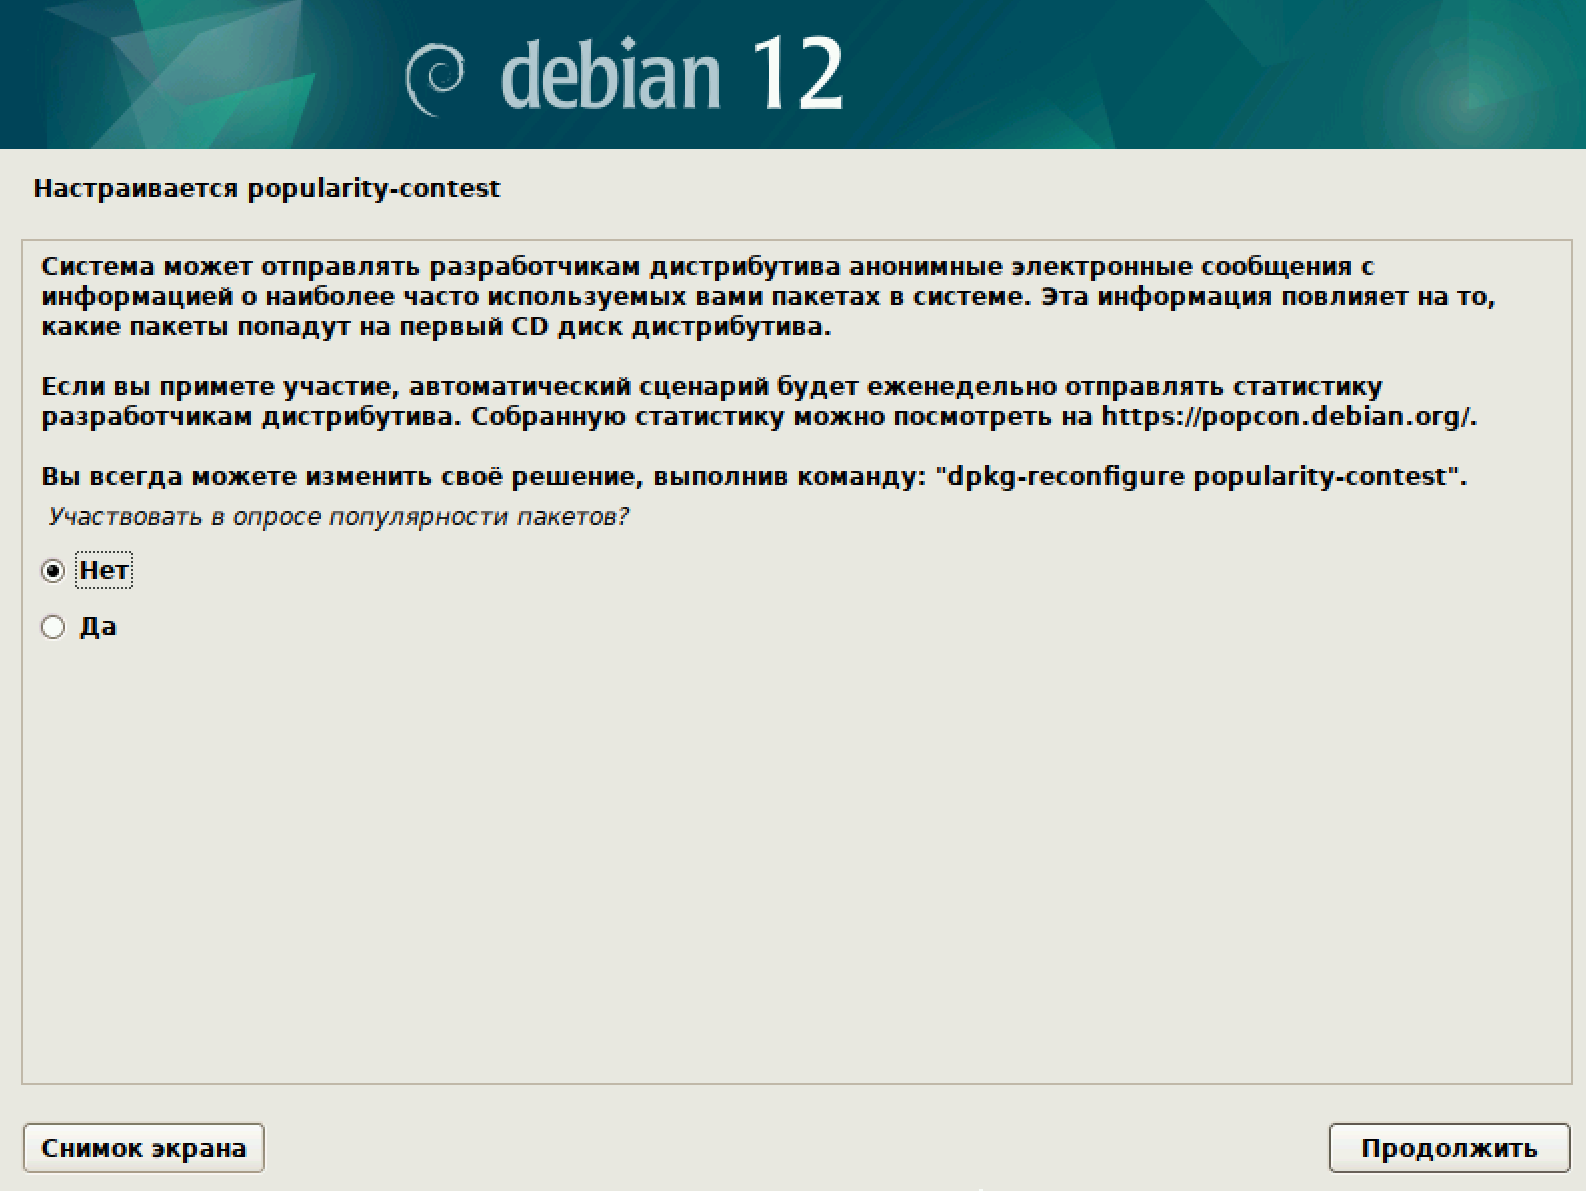 debian 12
Настраивается popularity-contest
Система может отправлять разработчикам дистрибутива анонимные электронные сообщения с
информацией о наиболее часто используемых вами пакетах в системе. Эта информация повлияет на то,
какие пакеты попадут на первый CD диск дистрибутива.
Если вы примете участие, автоматический сценарий будет еженедельно отправлять статистику
разработчикам дистрибутива. Собранную статистику можно посмотреть на https://popcon.debian.org/.
Вы всегда можете изменить своё решение, выполнив команду: "dpkg-reconfigure popularity-contest".
Участвовать в опросе популярности пакетов?
Нет
Да
Снимок экрана
Продолжить